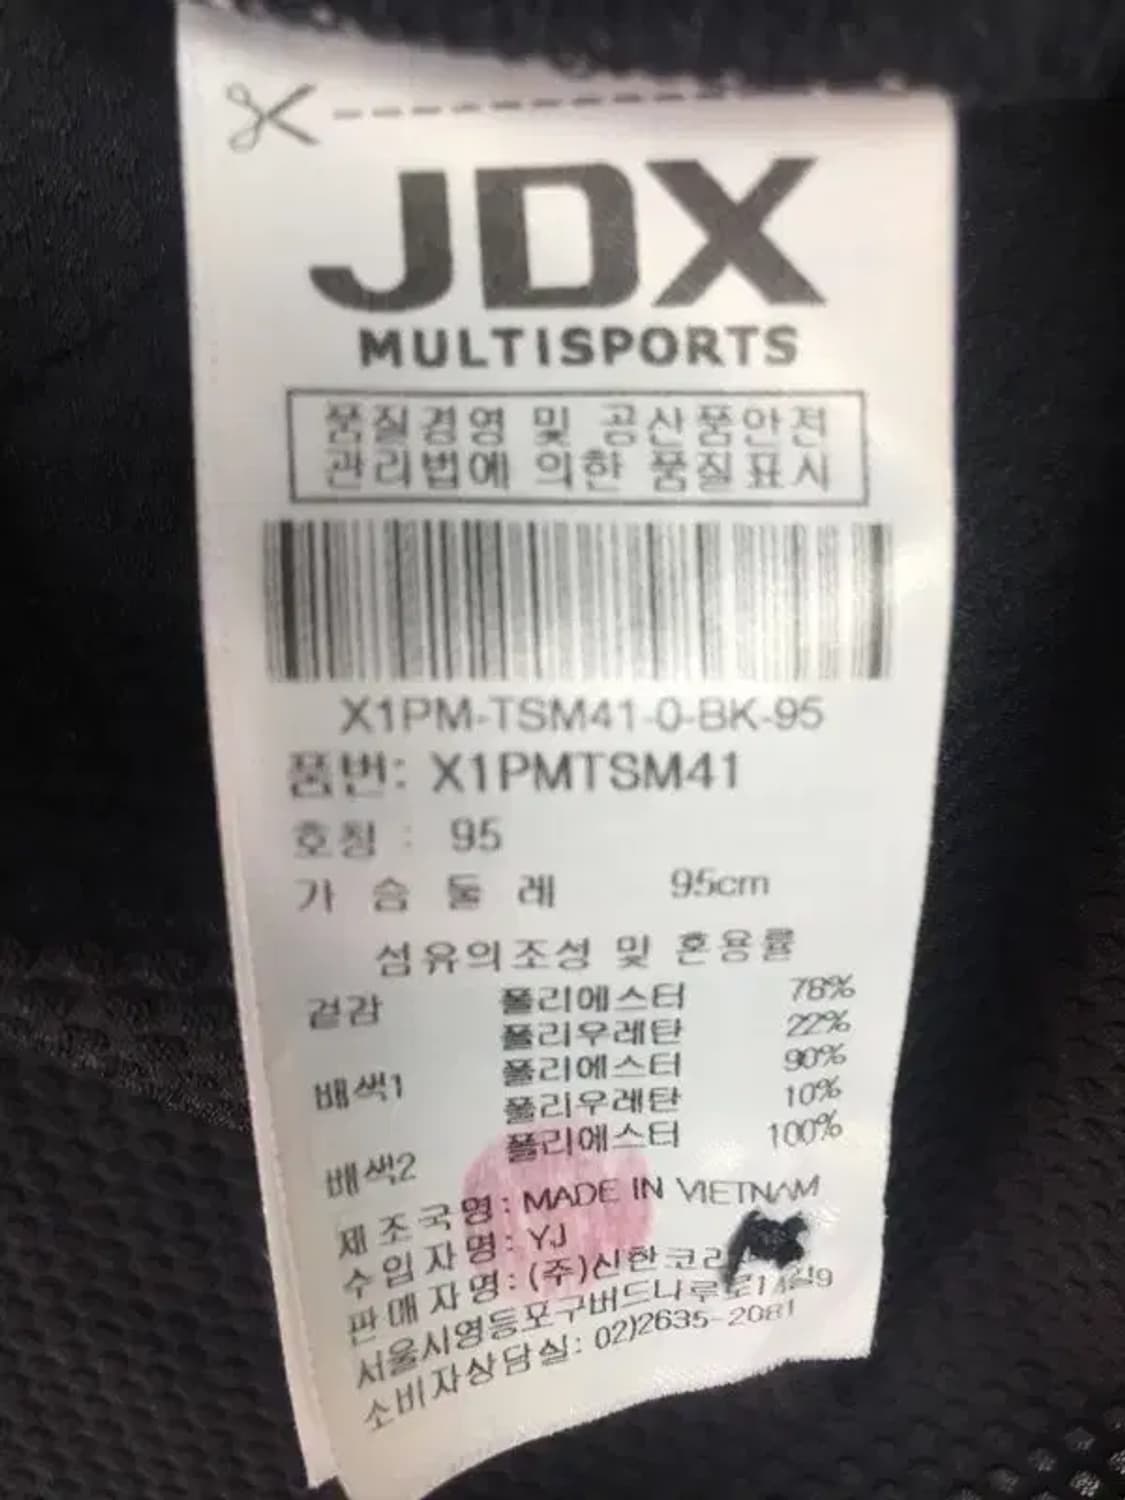 JDX
MULTISPORTS
품질경영 및 공산품안전
관리법에 의한 품질표시
X1PM-TSM41-0-BK-95
품번: X1PMTSM41
호칭 : 95
가 슴 둘 레 95cm
섬유의조성 및 혼용률
겉감 폴리에스터 78%
폴리우레탄 22%
배색1 폴리에스터 90%
폴리우레탄 10%
배색2 폴리에스터 100%
제조국명: MADE IN VIETNAM
수입자명: YJ
판매자명: (주)신한코리
서울시영등포구버드나루로
소비자상담실: 02)2635-2081